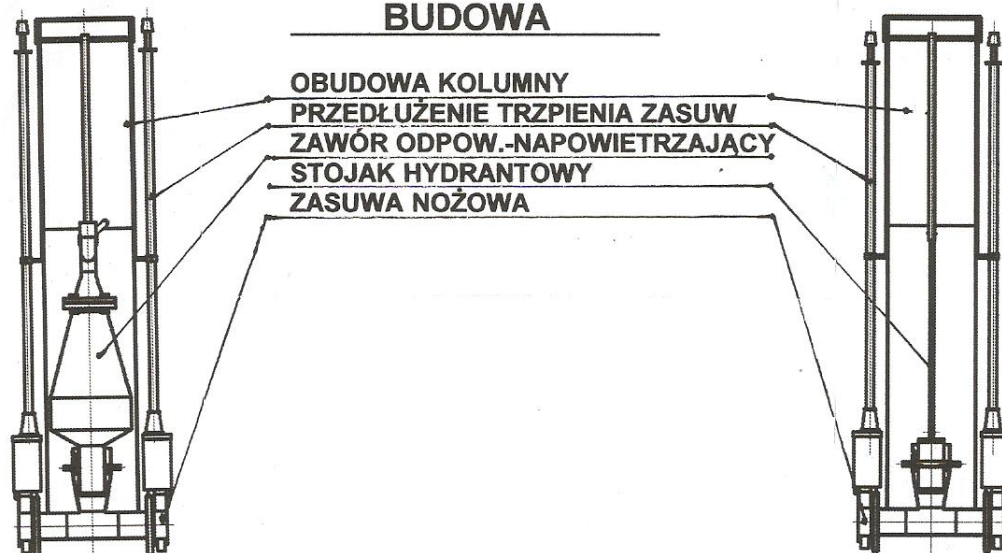 BUDOWA
OBUDOWA KOLUMNY
PRZEDŁUŻENIE TRZPIENIA ZASUW
ZAWÓR ODPOW.-NAPOWIETRZAJĄCY
STOJAK HYDRANTOWY
ZASUWA NOŻOWA